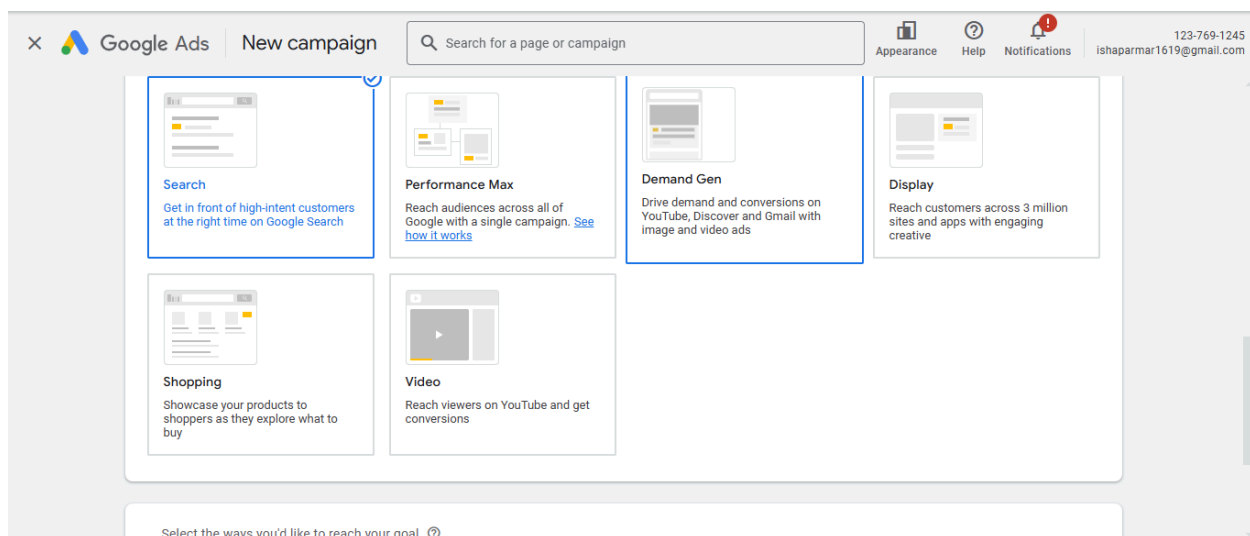 Google Ads
New campaign
Search for a page or campaign
Appearance
Help
Notifications
123-769-1245
ishaparmar1619@gmail.com
Search
Get in front of high-intent customers
at the right time on Google Search
Performance Max
Reach audiences across all of
Google with a single campaign. See
how it works
Demand Gen
Drive demand and conversions on
YouTube, Discover and Gmail with
image and video ads
Display
Reach customers across 3 million
sites and apps with engaging
creative
Shopping
Showcase your products to
shoppers as they explore what to
buy
Video
Reach viewers on YouTube and get
conversions
Select the ways you'd like to reach your goal